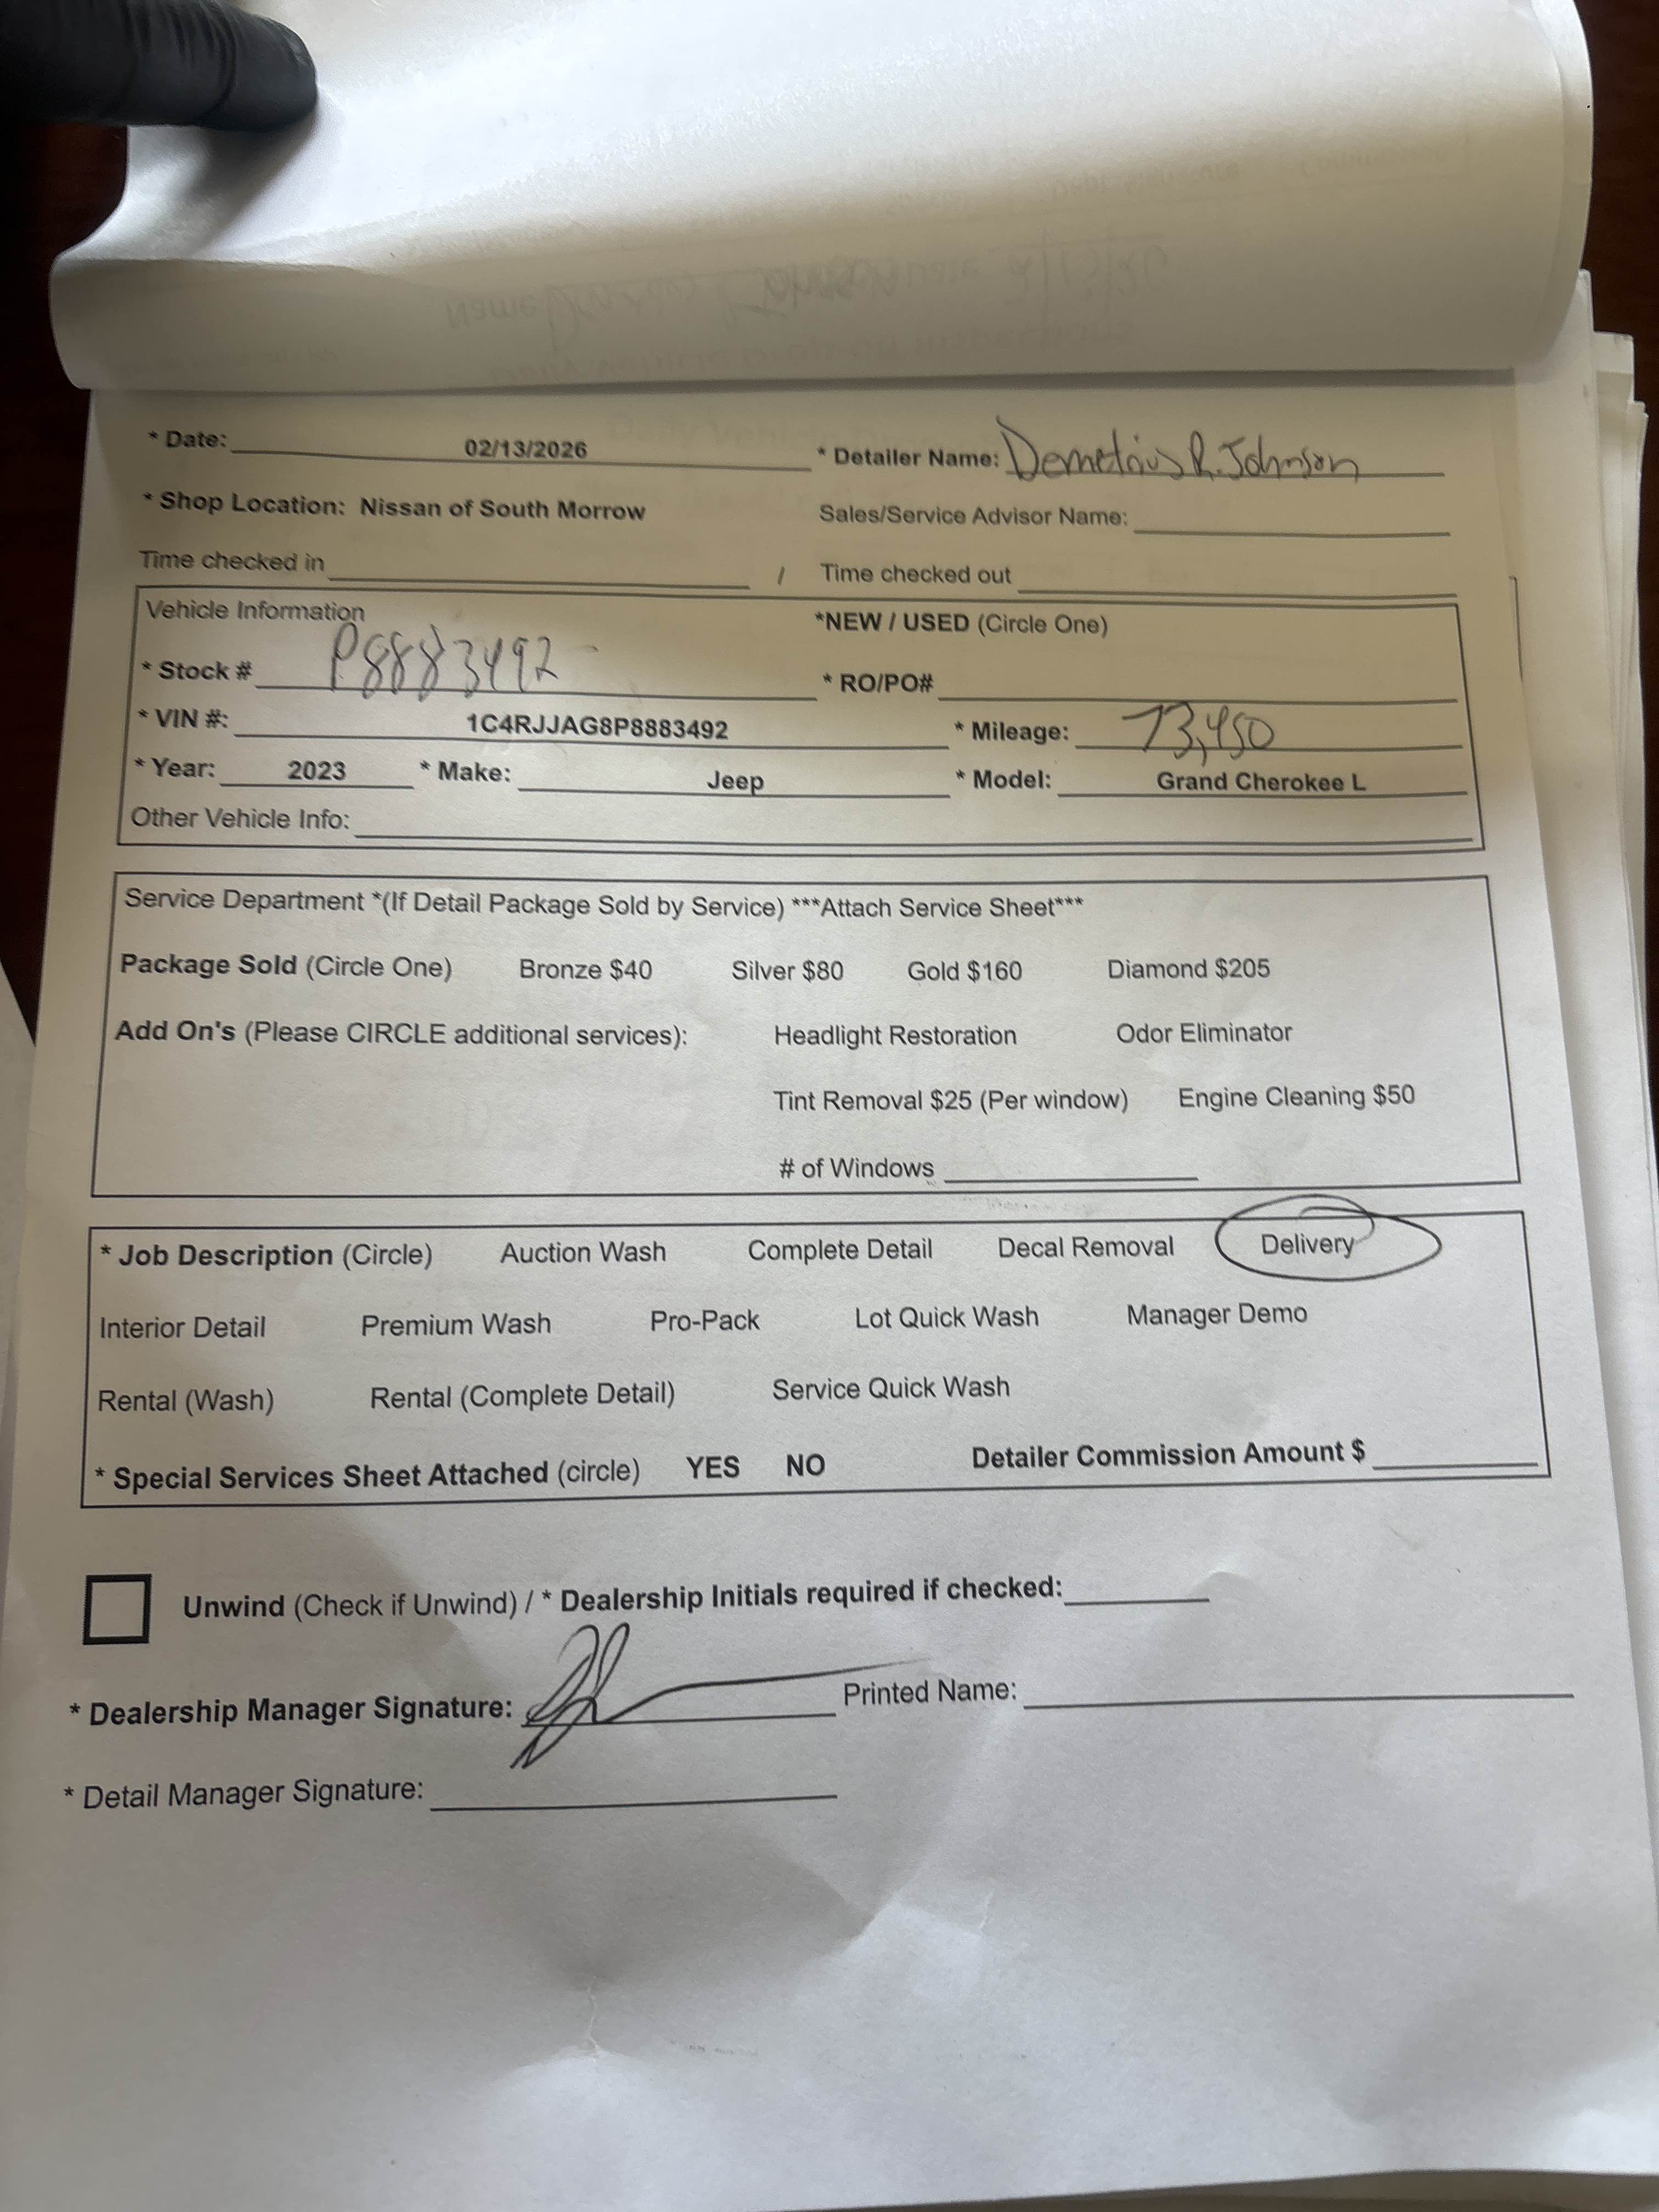 * Date: 02/13/2026 * Detailer Name: Demetrius R. Johnson
* Shop Location: Nissan of South Morrow Sales/Service Advisor Name:
Time checked in / Time checked out
Vehicle Information *NEW / USED (Circle One)
* Stock # P8883492 * RO/PO#
* VIN #: 1C4RJJAG8P8883492 * Mileage: 73,450
* Year: 2023 * Make: Jeep * Model: Grand Cherokee L
Other Vehicle Info:
Service Department *(If Detail Package Sold by Service) ***Attach Service Sheet***
Package Sold (Circle One) Bronze $40 Silver $80 Gold $160 Diamond $205
Add On's (Please CIRCLE additional services): Headlight Restoration Odor Eliminator
Tint Removal $25 (Per window) Engine Cleaning $50
# of Windows
* Job Description (Circle) Auction Wash Complete Detail Decal Removal Delivery
Interior Detail Premium Wash Pro-Pack Lot Quick Wash Manager Demo
Rental (Wash) Rental (Complete Detail) Service Quick Wash
* Special Services Sheet Attached (circle) YES NO Detailer Commission Amount $
Unwind (Check if Unwind) / * Dealership Initials required if checked:
* Dealership Manager Signature: Printed Name:
* Detail Manager Signature: